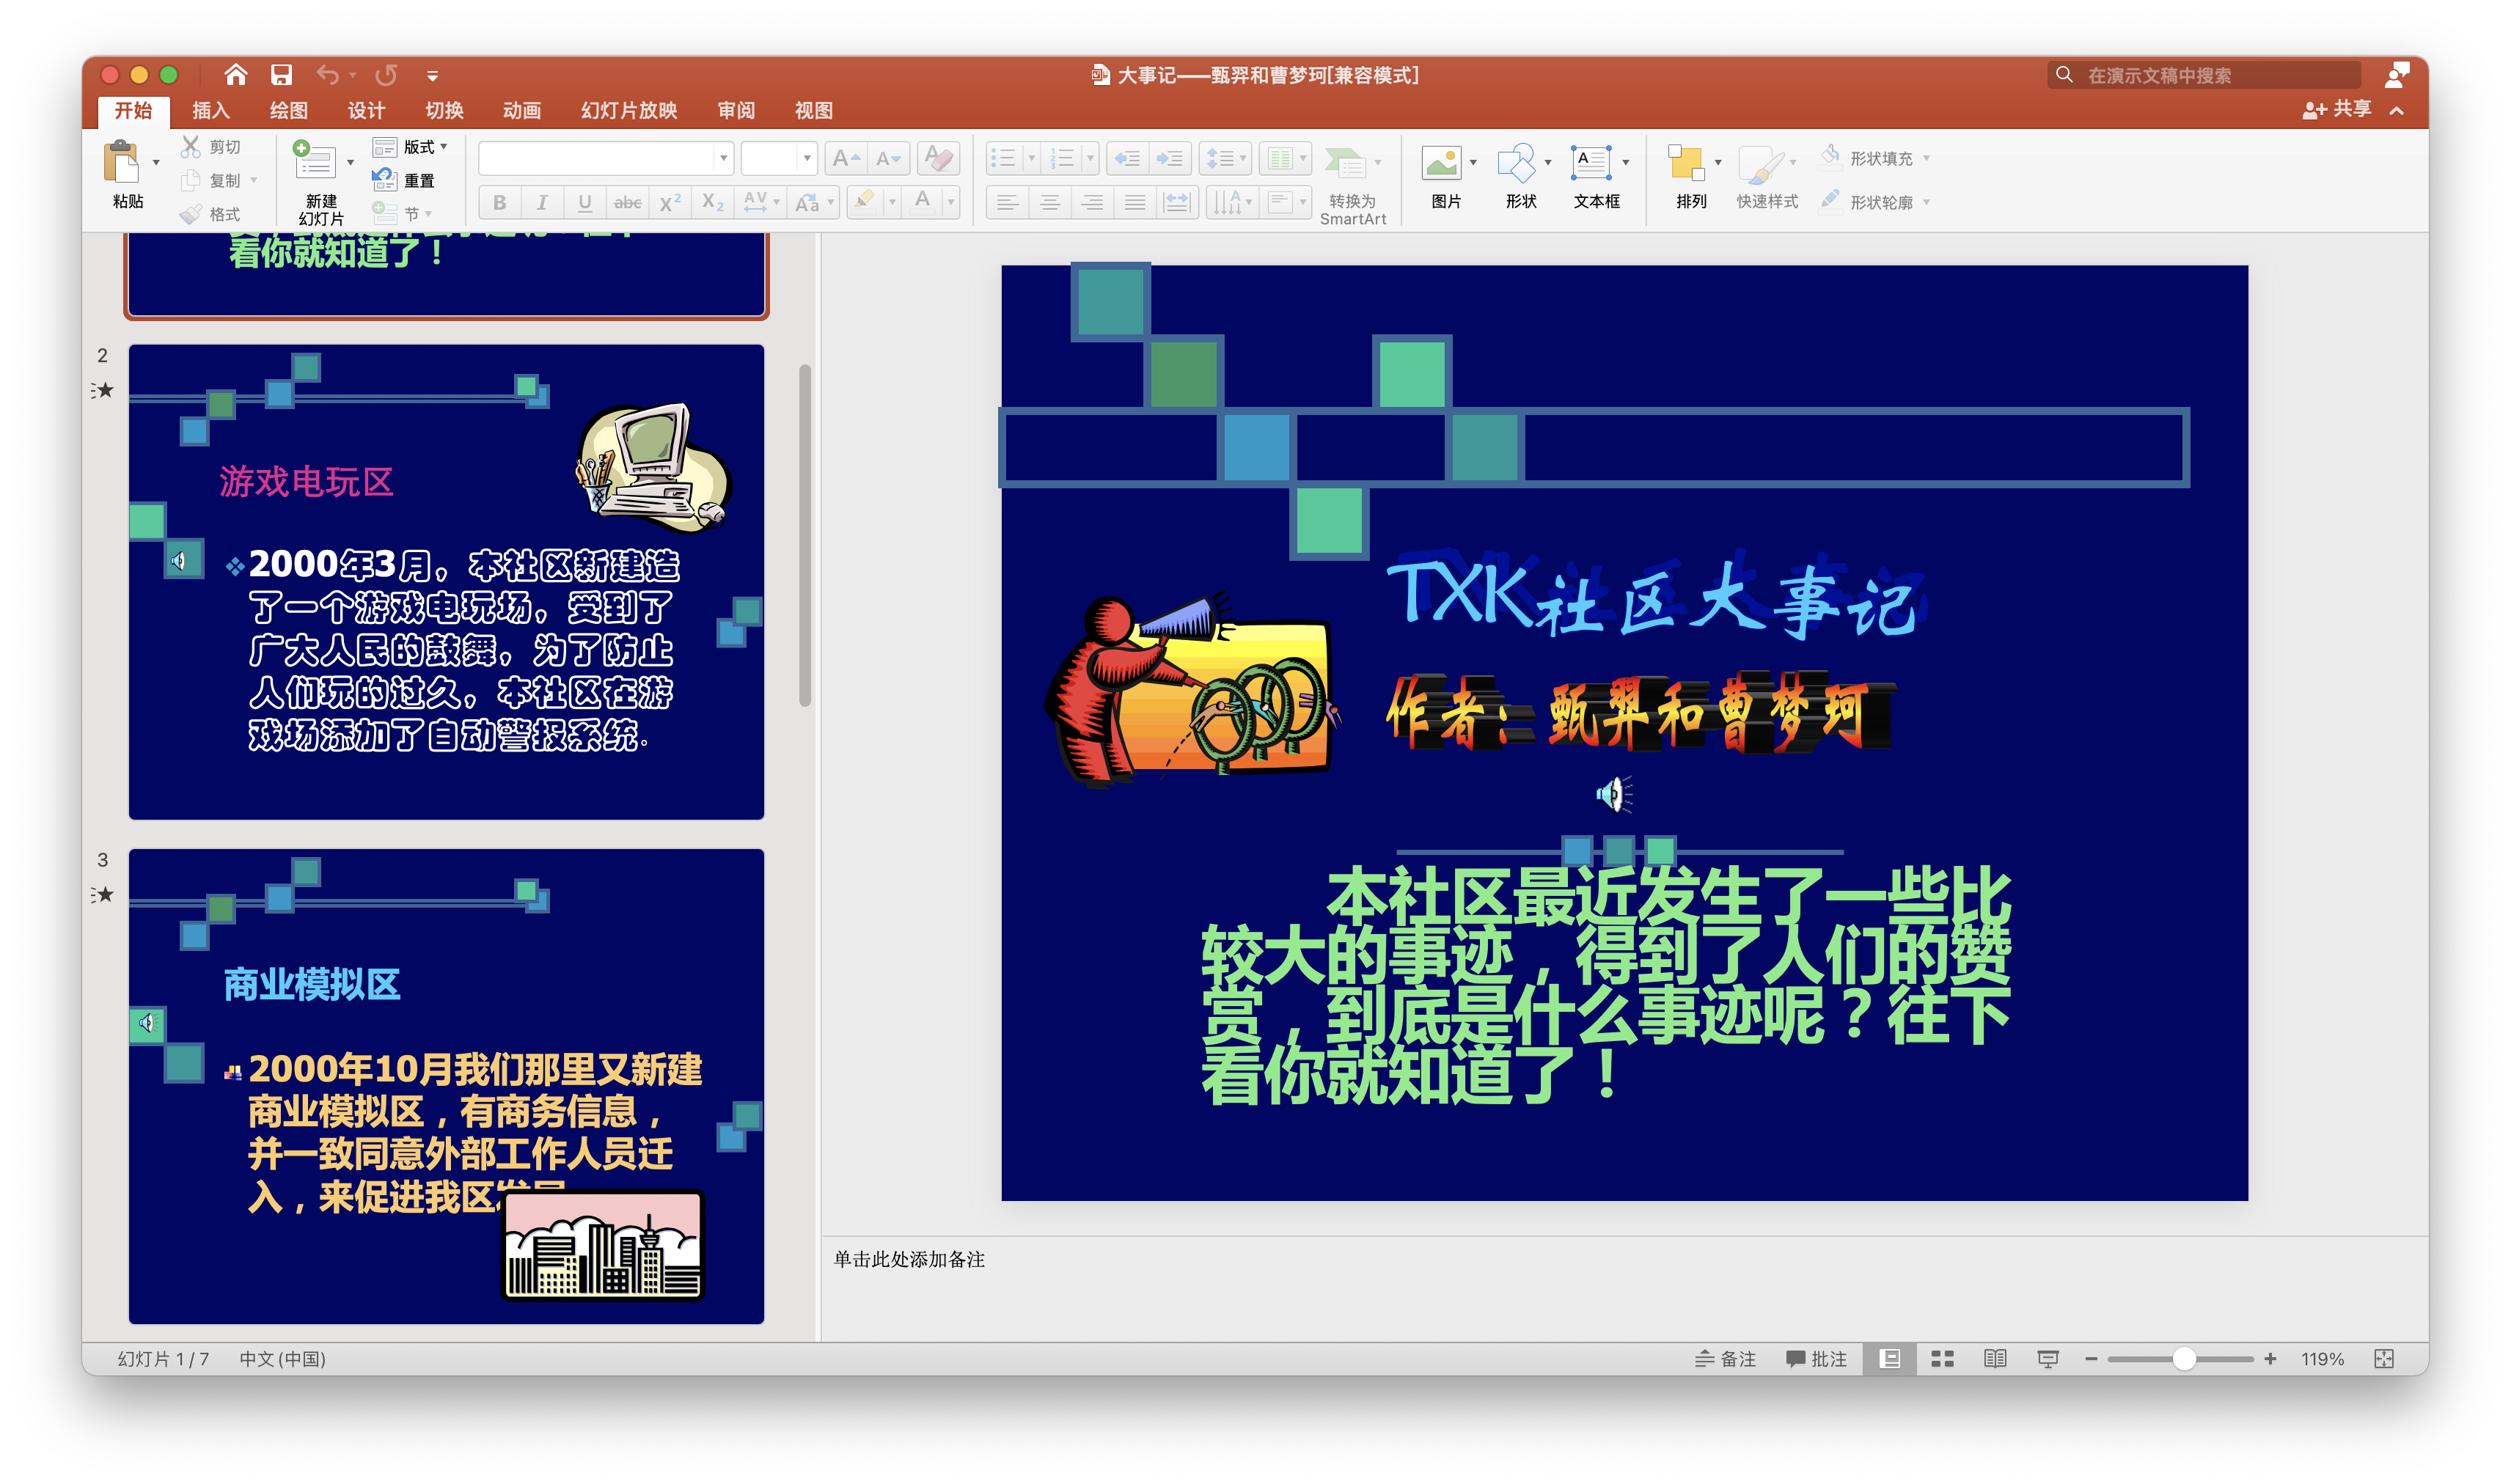 大事记——甄羿和曹梦珂[兼容模式]
在演示文稿中搜索
开始 插入 绘图 设计 切换 动画 幻灯片放映 审阅 视图
共享
粘贴
剪切
复制
格式
新建
幻灯片
版式
重置
节
转换为
SmartArt
图片
形状
文本框
排列
快速样式
形状填充
形状轮廓
看你就知道了！
2
游戏电玩区
2000年3月，本社区新建造
了一个游戏电玩场，受到了
广大人民的鼓舞，为了防止
人们玩的过久，本社区在游
戏场添加了自动警报系统.
3
商业模拟区
2000年10月我们那里又新建
商业模拟区，有商务信息，
并一致同意外部工作人员迁
入，来促进我区发展
TXK社区大事记
作者：甄羿和曹梦珂
本社区最近发生了一些比
较大的事迹，得到了人们的赞
赏，到底是什么事迹呢？往下
看你就知道了！
单击此处添加备注
幻灯片 1 / 7 中文 (中国)
备注 批注 119%